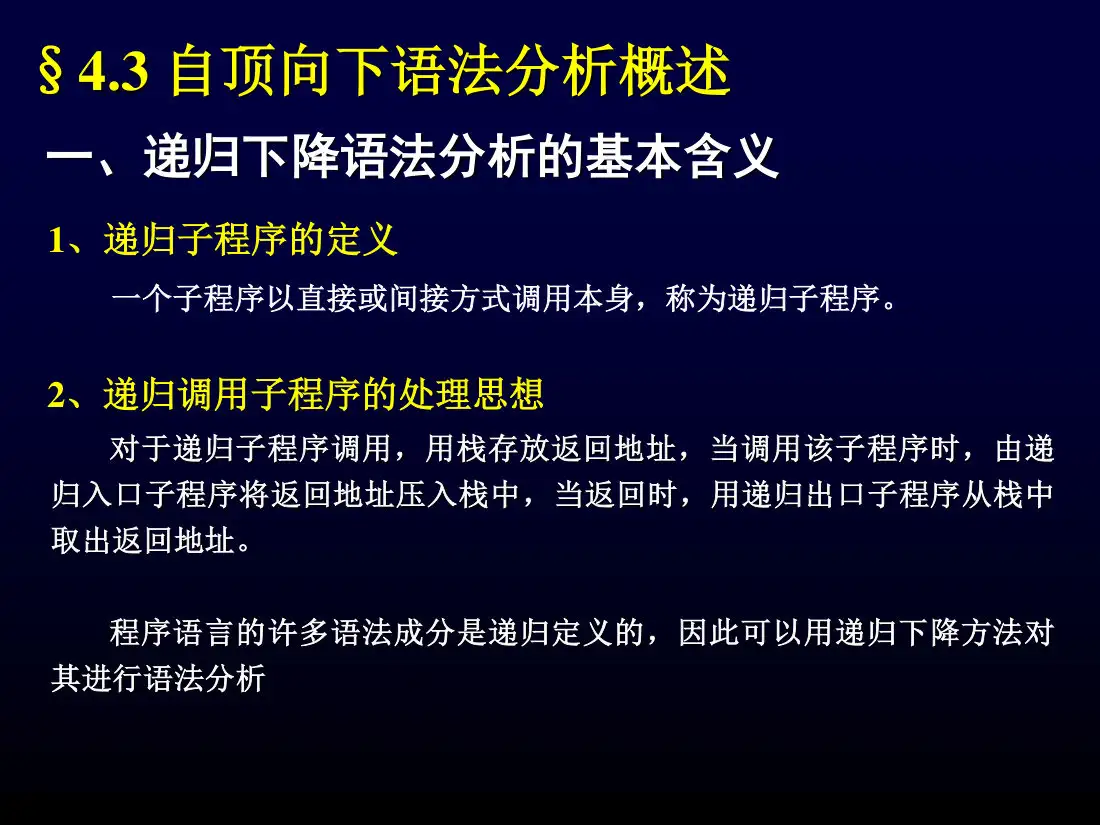 §4.3 自顶向下语法分析概述
一、递归下降语法分析的基本含义
1、递归子程序的定义
一个子程序以直接或间接方式调用本身，称为递归子程序。
2、递归调用子程序的处理思想
对于递归子程序调用，用栈存放返回地址，当调用该子程序时，由递
归入口子程序将返回地址压入栈中，当返回时，用递归出口子程序从栈中
取出返回地址。
程序语言的许多语法成分是递归定义的，因此可以用递归下降方法对
其进行语法分析